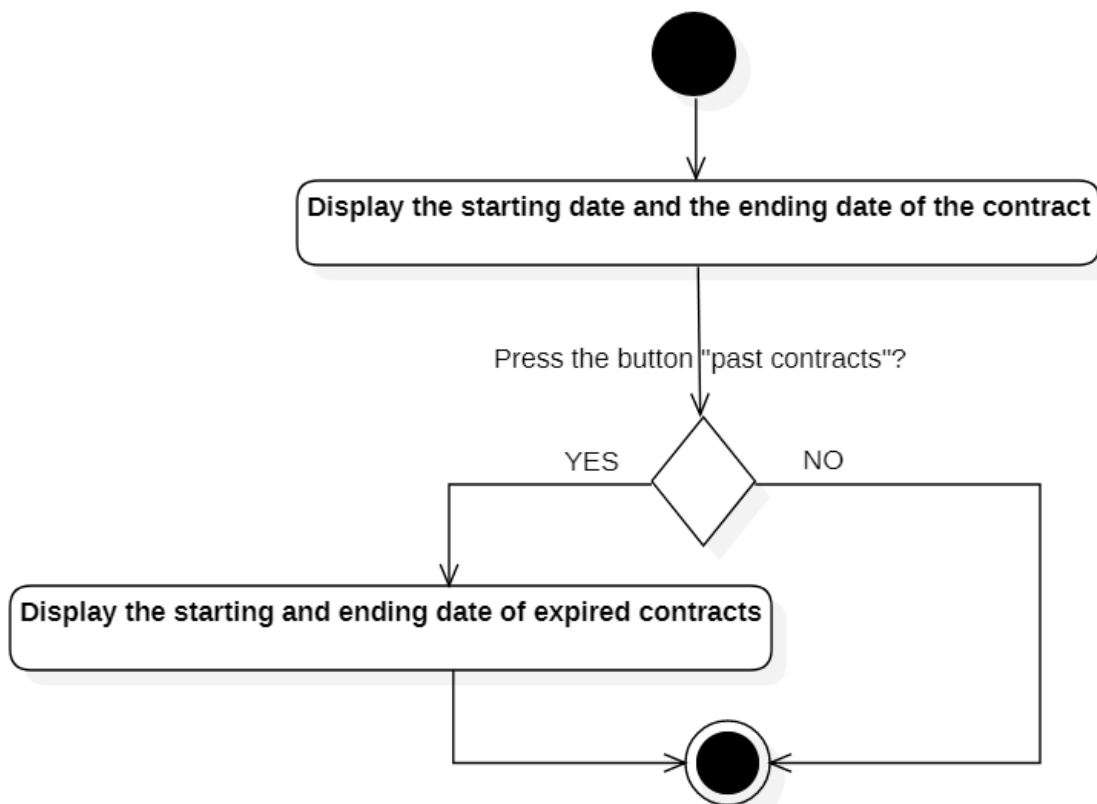 Display the starting date and the ending date of the contract
Press the button "past contracts"?
YES
NO
Display the starting and ending date of expired contracts